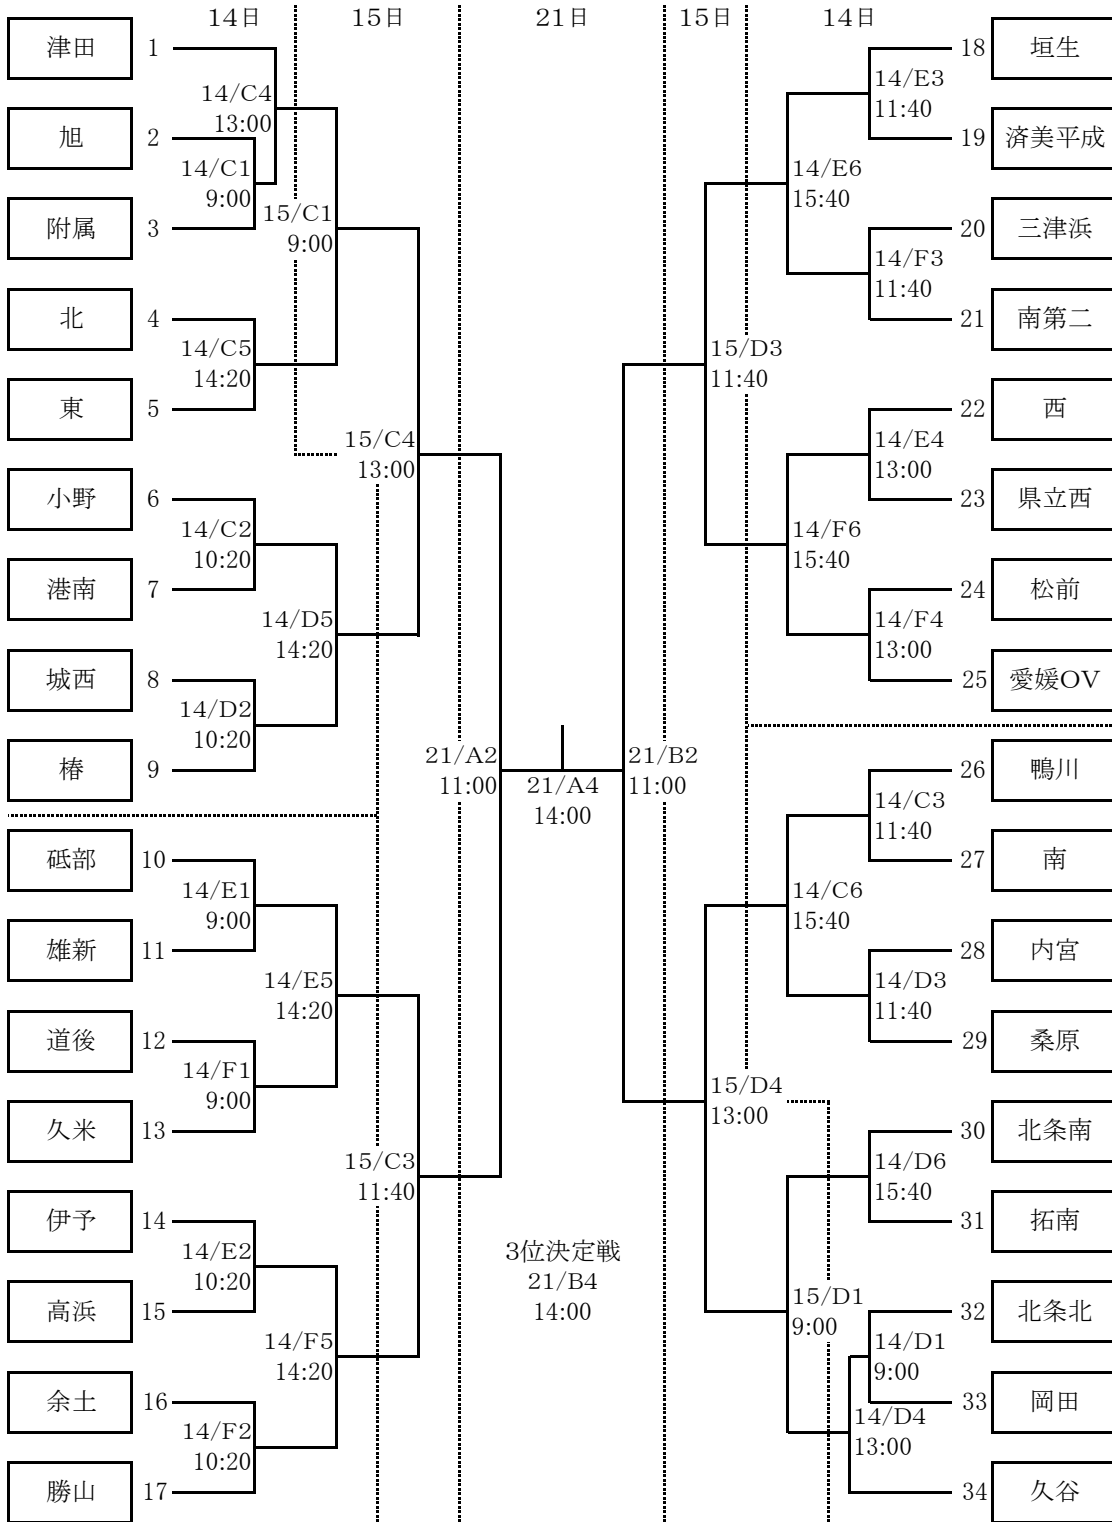 14日 15日 21日 15日 14日
津田 1
14/C4
13:00
旭 2
14/C1
9:00
附属 3
15/C1
9:00
北 4
14/C5
14:20
東 5
15/C4
13:00
小野 6
14/C2
10:20
港南 7
14/D5
14:20
城西 8
14/D2
10:20
椿 9
砥部 10
14/E1
9:00
雄新 11
14/E5
14:20
道後 12
14/F1
9:00
久米 13
15/C3
11:40
伊予 14
14/E2
10:20
高浜 15
14/F5
14:20
余土 16
14/F2
10:20
勝山 17
21/A2
11:00
21/A4
14:00
21/B2
11:00
3位決定戦
21/B4
14:00
18 垣生
14/E3
11:40
19 済美平成
14/E6
15:40
20 三津浜
14/F3
11:40
21 南第二
15/D3
11:40
22 西
14/E4
13:00
23 県立西
14/F6
15:40
24 松前
14/F4
13:00
25 愛媛OV
26 鴨川
14/C3
11:40
27 南
14/C6
15:40
28 内宮
14/D3
11:40
29 桑原
15/D4
13:00
30 北条南
14/D6
15:40
31 拓南
15/D1
9:00
32 北条北
14/D1
9:00
33 岡田
14/D4
13:00
34 久谷